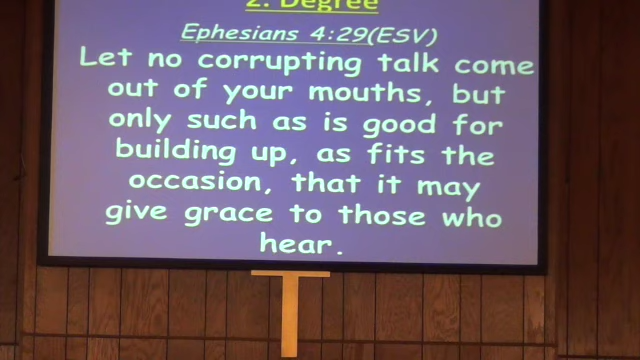 2. Degree
Ephesians 4:29(ESV)
Let no corrupting talk come
out of your mouths, but
only such as is good for
building up, as fits the
occasion, that it may
give grace to those who
hear.